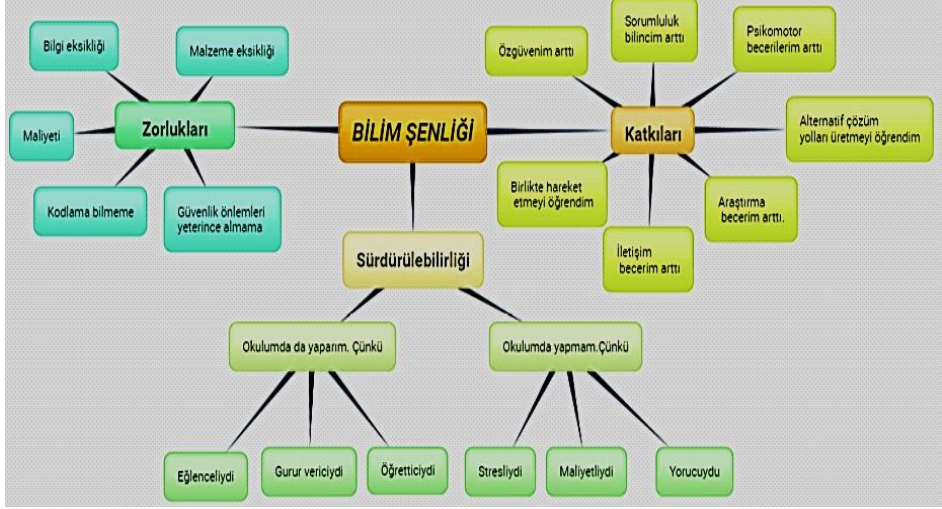 BİLİM ŞENLİĞİ
Zorlukları
Bilgi eksikliği
Malzeme eksikliği
Maliyeti
Kodlama bilmeme
Güvenlik önlemleri
yeterince almama
Katkıları
Özgüvenim arttı
Sorumluluk
bilincim arttı
Psikomotor
becerilerim arttı
Alternatif çözüm
yolları üretmeyi öğrendim
Araştırma
becerim arttı.
İletişim
becerim arttı
Birlikte hareket
etmeyi öğrendim
Sürdürülebilirliği
Okulumda da yaparım. Çünkü
Eğlenceliydi
Gurur vericiydi
Öğretticiydi
Okulumda yapmam.Çünkü
Stresliydi
Maliyetliydi
Yorucuydu